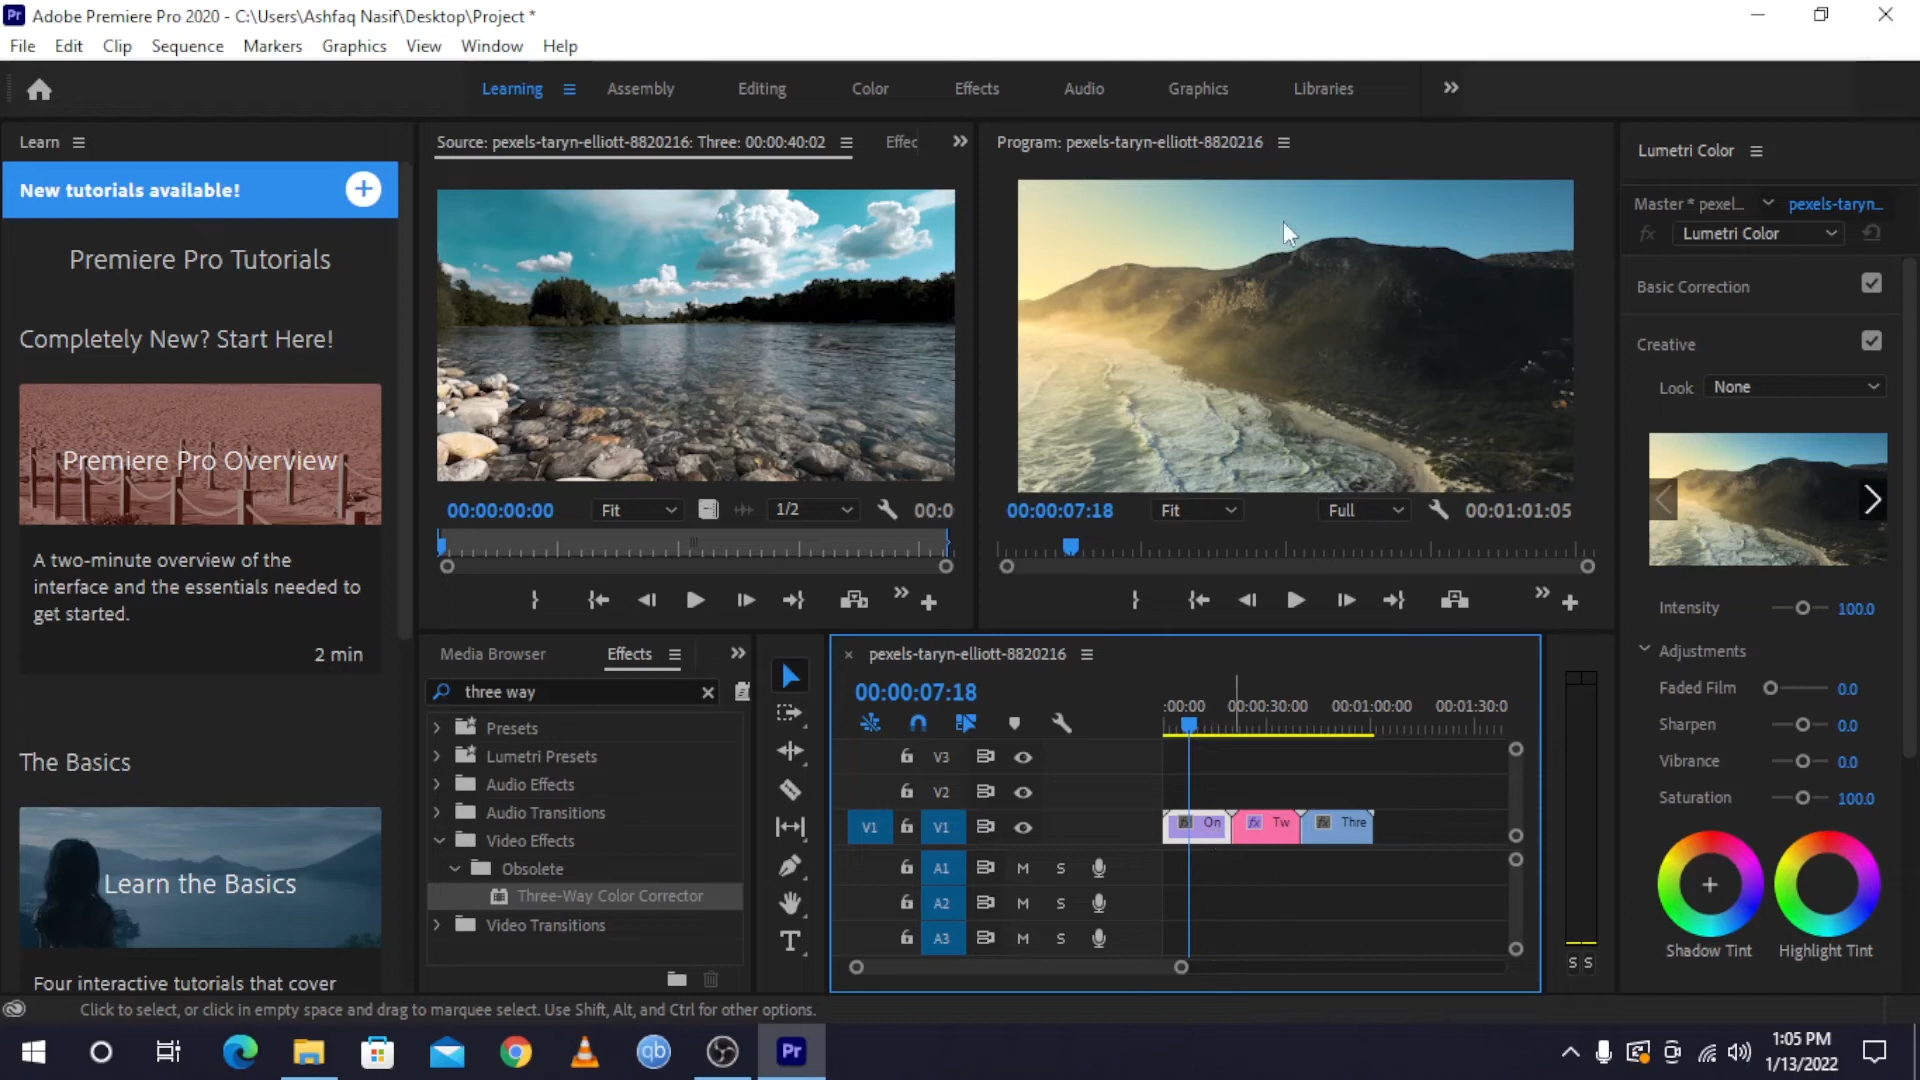 Pr Adobe Premiere Pro 2020 - C:\Users\Ashfaq Nasif\Desktop\Project *
File Edit Clip Sequence Markers Graphics View Window Help
Learning Assembly Editing Color Effects Audio Graphics Libraries
Learn
New tutorials available!
Premiere Pro Tutorials
Completely New? Start Here!
Premiere Pro Overview
A two-minute overview of the
interface and the essentials needed to
get started.
2 min
The Basics
Learn the Basics
Four interactive tutorials that cover
Source: pexels-taryn-elliott-8820216: Three: 00:00:40:02 Effec
00:00:00:00 Fit 1/2 00:0
Program: pexels-taryn-elliott-8820216
00:00:07:18 Fit Full 00:01:01:05
Media Browser Effects
three way
Presets
Lumetri Presets
Audio Effects
Audio Transitions
Video Effects
Obsolete
Three-Way Color Corrector
Video Transitions
pexels-taryn-elliott-8820216
00:00:07:18
:00:00 00:00:30:00 00:01:00:00 00:01:30:0
V3
V2
V1 V1 fx On fx Tw fx Thre
A1 M S
A2 M S
A3 M S
S S
Lumetri Color
Master * pexel... pexels-taryn...
fx Lumetri Color
Basic Correction
Creative
Look None
Intensity 100.0
Adjustments
Faded Film 0.0
Sharpen 0.0
Vibrance 0.0
Saturation 100.0
Shadow Tint Highlight Tint
Click to select, or click in empty space and drag to marquee select. Use Shift, Alt, and Ctrl for other options.
qb Pr
1:05 PM
1/13/2022